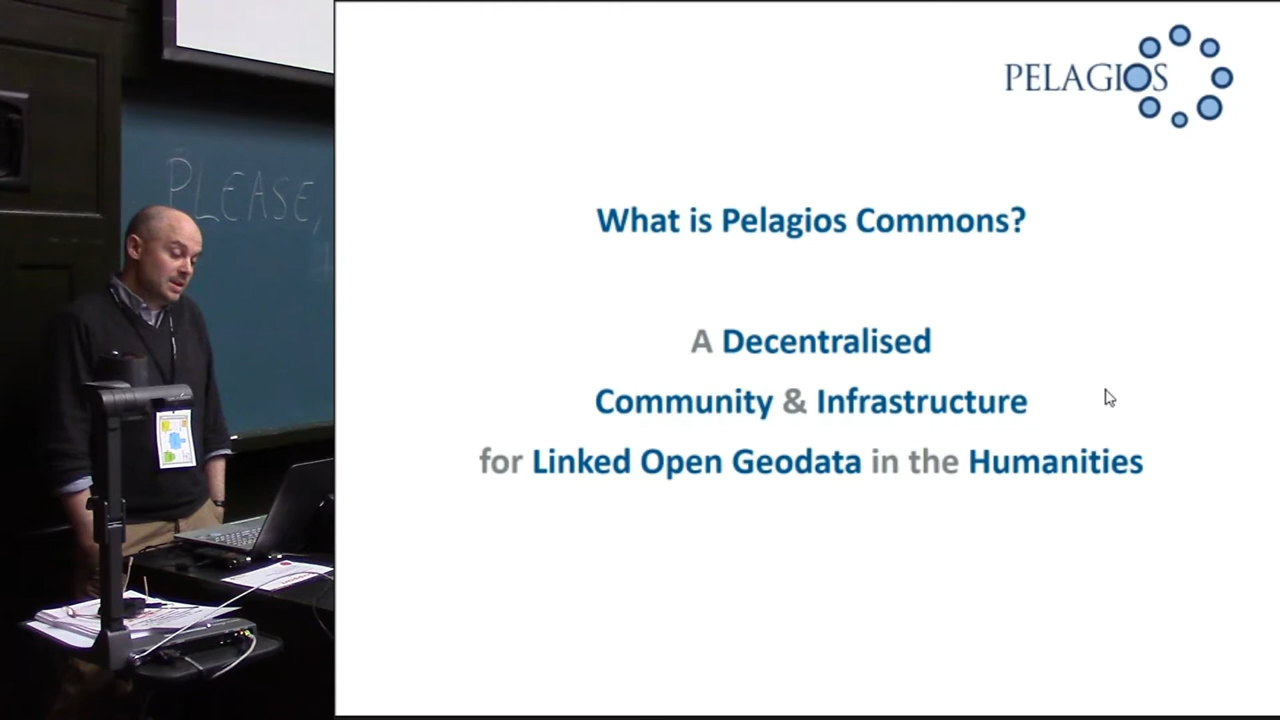 PELAGIOS
PLEASE,
What is Pelagios Commons?
A Decentralised
Community & Infrastructure
for Linked Open Geodata in the Humanities